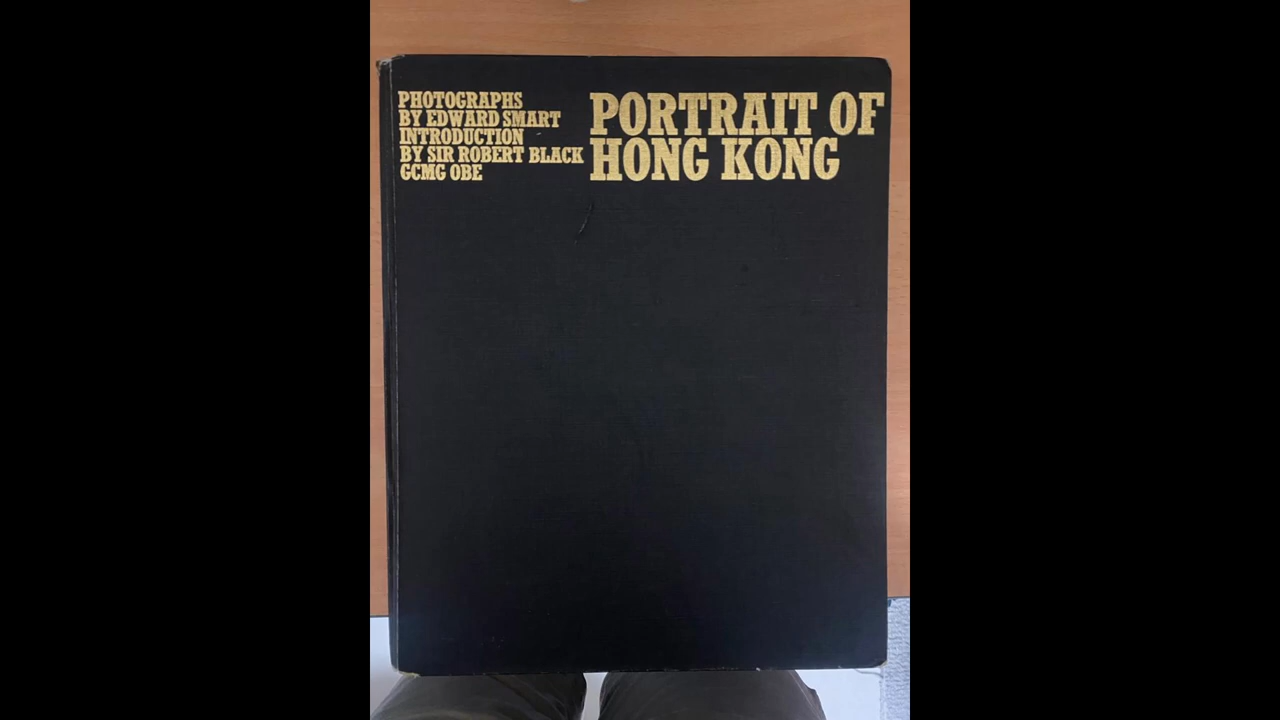 PHOTOGRAPHS
BY EDWARD SMART
INTRODUCTION
BY SIR ROBERT BLACK
GCMG OBE
PORTRAIT OF
HONG KONG